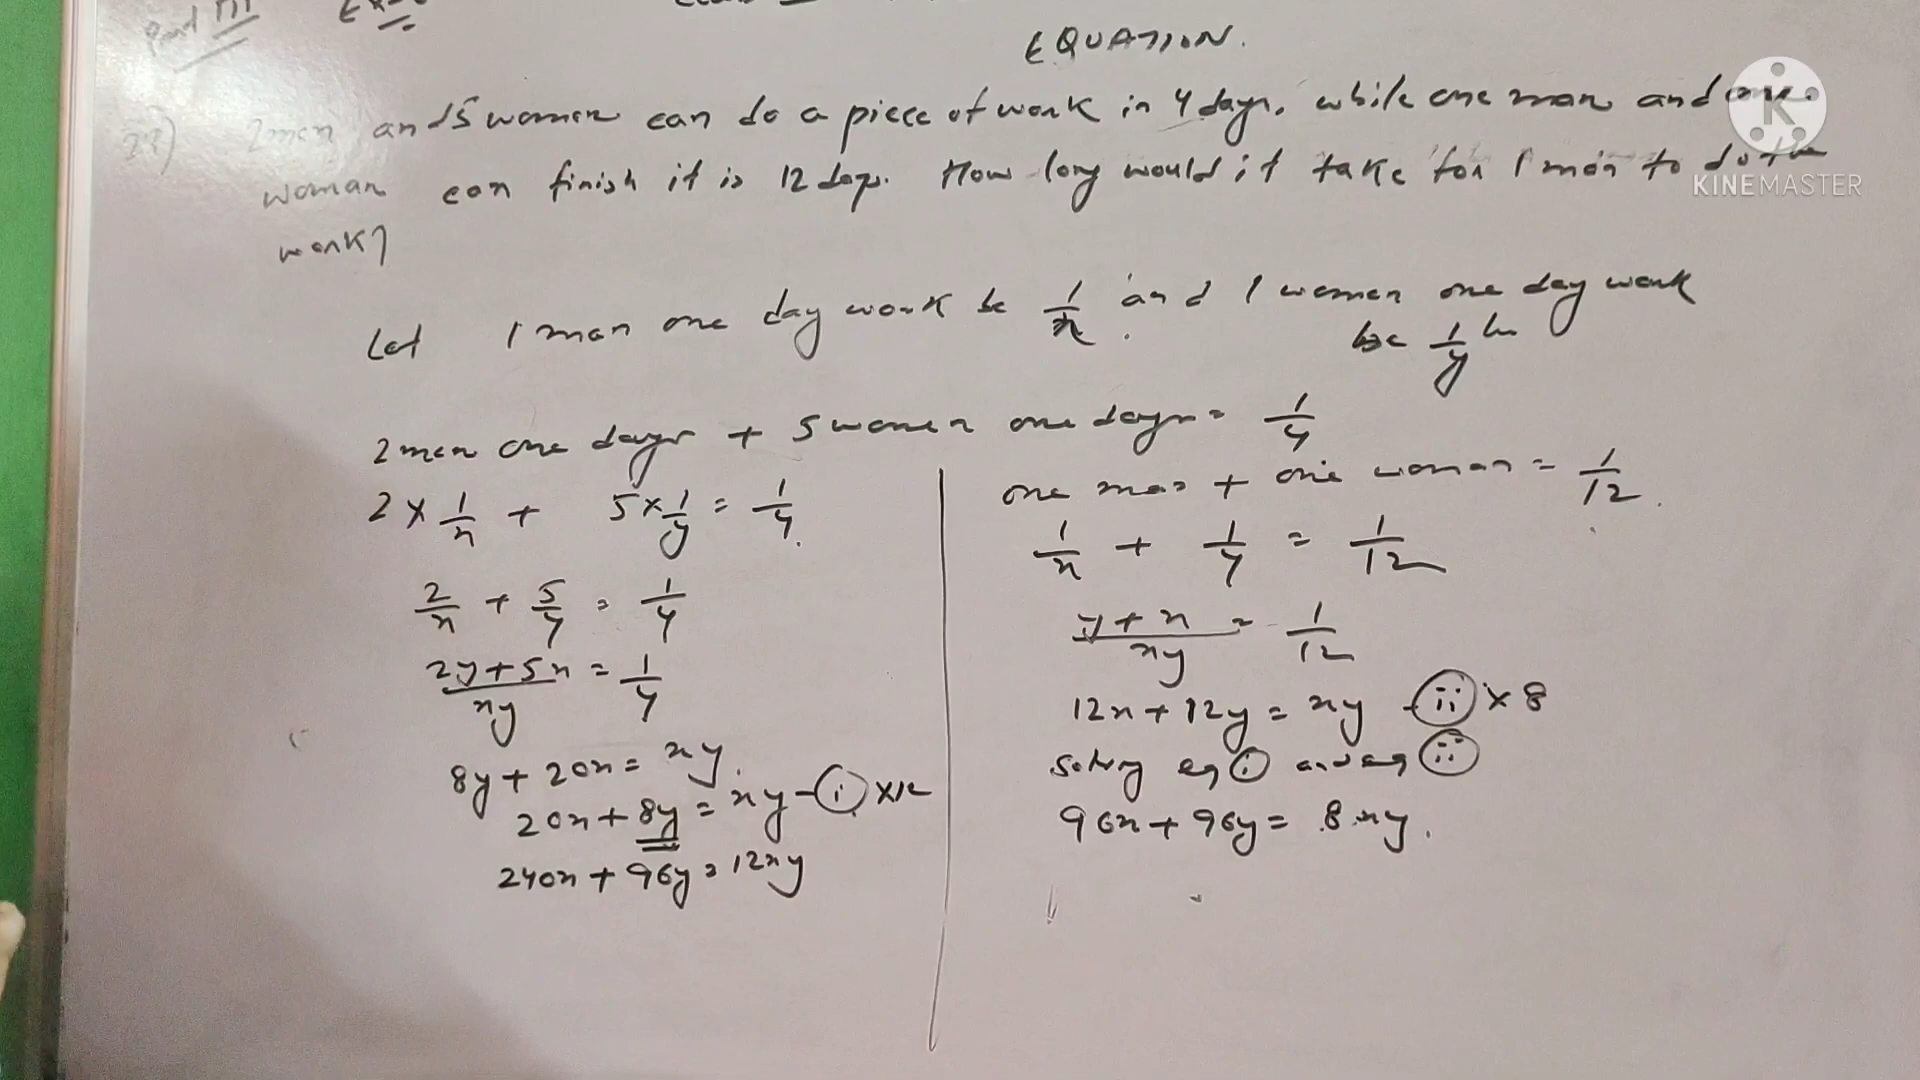 Part III
EQUATION.
2men and 5 women can do a piece of work in 4 days. while one man and one
woman can finish it is 12 days. How long would it take for 1 man to do the
work?
Let 1 man one day work be 1/x and 1 women one day work
be 1/y
2 men one days + 5 women one days = 1/4
2 × 1/x + 5 × 1/y = 1/4.
2/x + 5/y = 1/4
2y+5x/xy = 1/4
8y + 20x = xy
20x + 8y = xy - (i) ×12
240x + 96y = 12xy
one man + one woman = 1/12.
1/x + 1/y = 1/12
y+x/xy = 1/12
12x + 12y = xy - (ii) × 8
Solving eq (i) and eq (ii)
96x + 96y = 8xy.
KINEMASTER